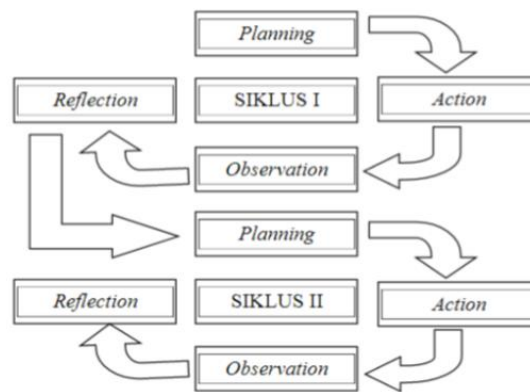 Planning
Reflection
SIKLUS I
Action
Observation
Planning
Reflection
SIKLUS II
Action
Observation